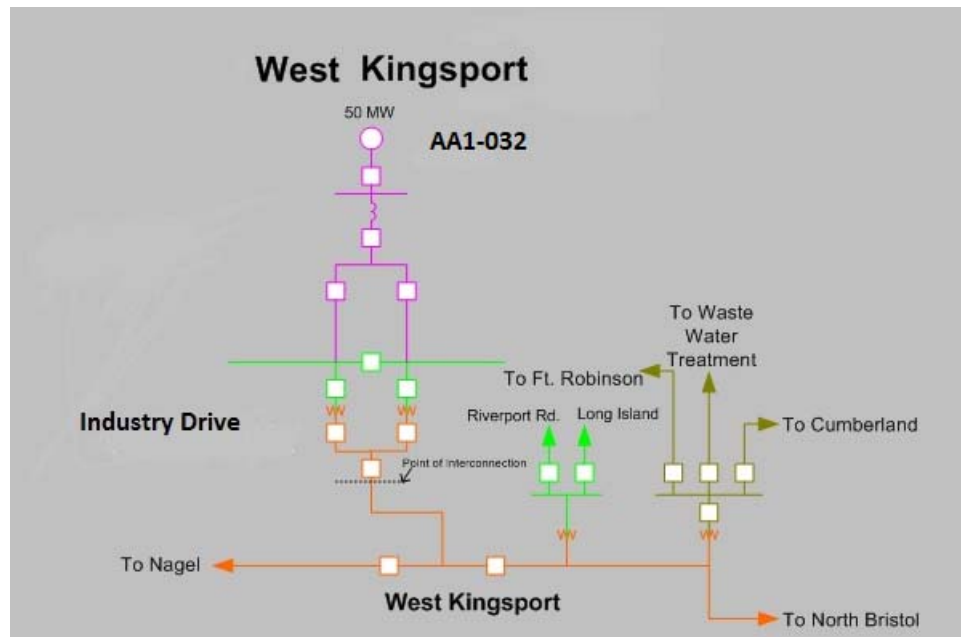 West Kingsport
50 MW
AA1-032
To Waste
Water
Treatment
To Ft. Robinson
Riverport Rd.
Long Island
To Cumberland
Industry Drive
Point of Interconnection
To Nagel
West Kingsport
To North Bristol